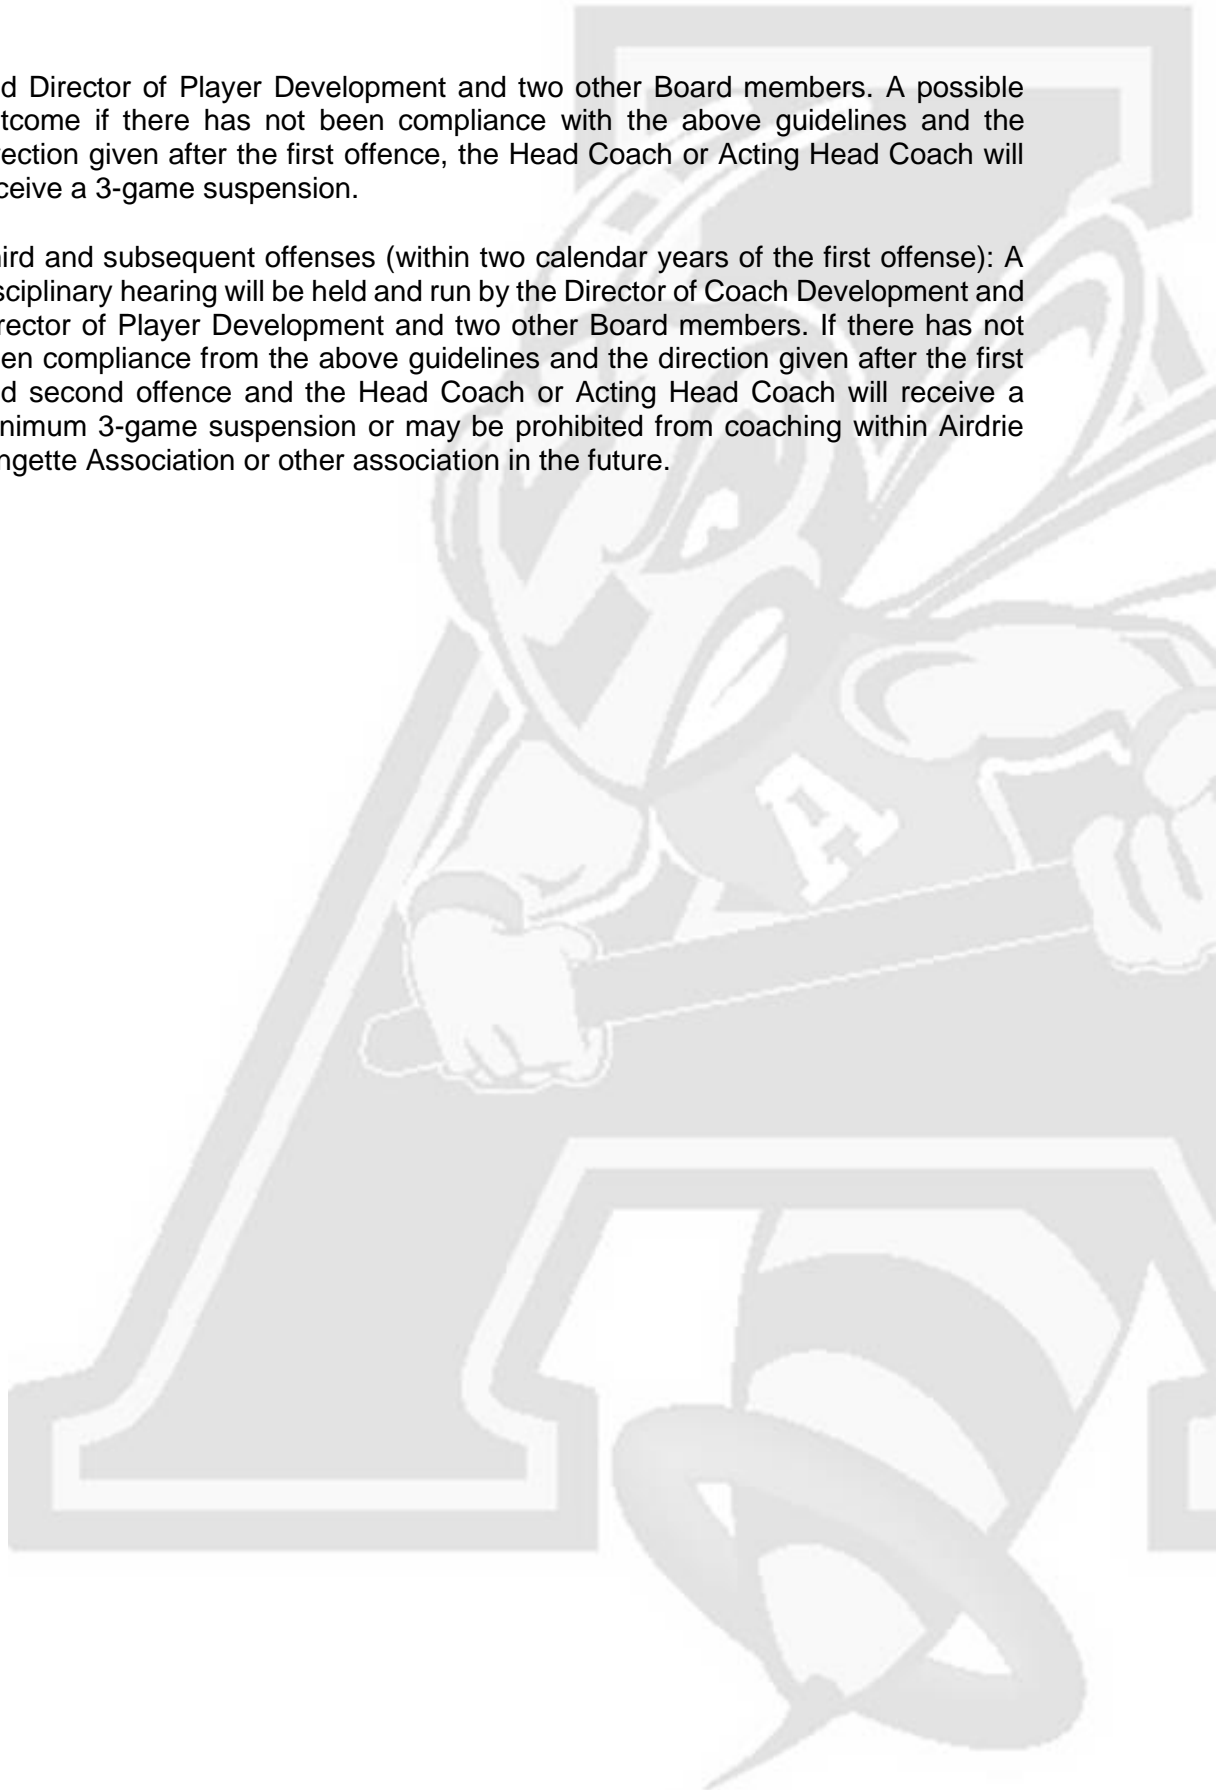 d Director of Player Development and two other Board members. A possible
tcome if there has not been compliance with the above guidelines and the
ection given after the first offence, the Head Coach or Acting Head Coach will
ceive a 3-game suspension.
ird and subsequent offenses (within two calendar years of the first offense): A
sciplinary hearing will be held and run by the Director of Coach Development and
rector of Player Development and two other Board members. If there has not
en compliance from the above guidelines and the direction given after the first
d second offence and the Head Coach or Acting Head Coach will receive a
nimum 3-game suspension or may be prohibited from coaching within Airdrie
ngette Association or other association in the future.
A